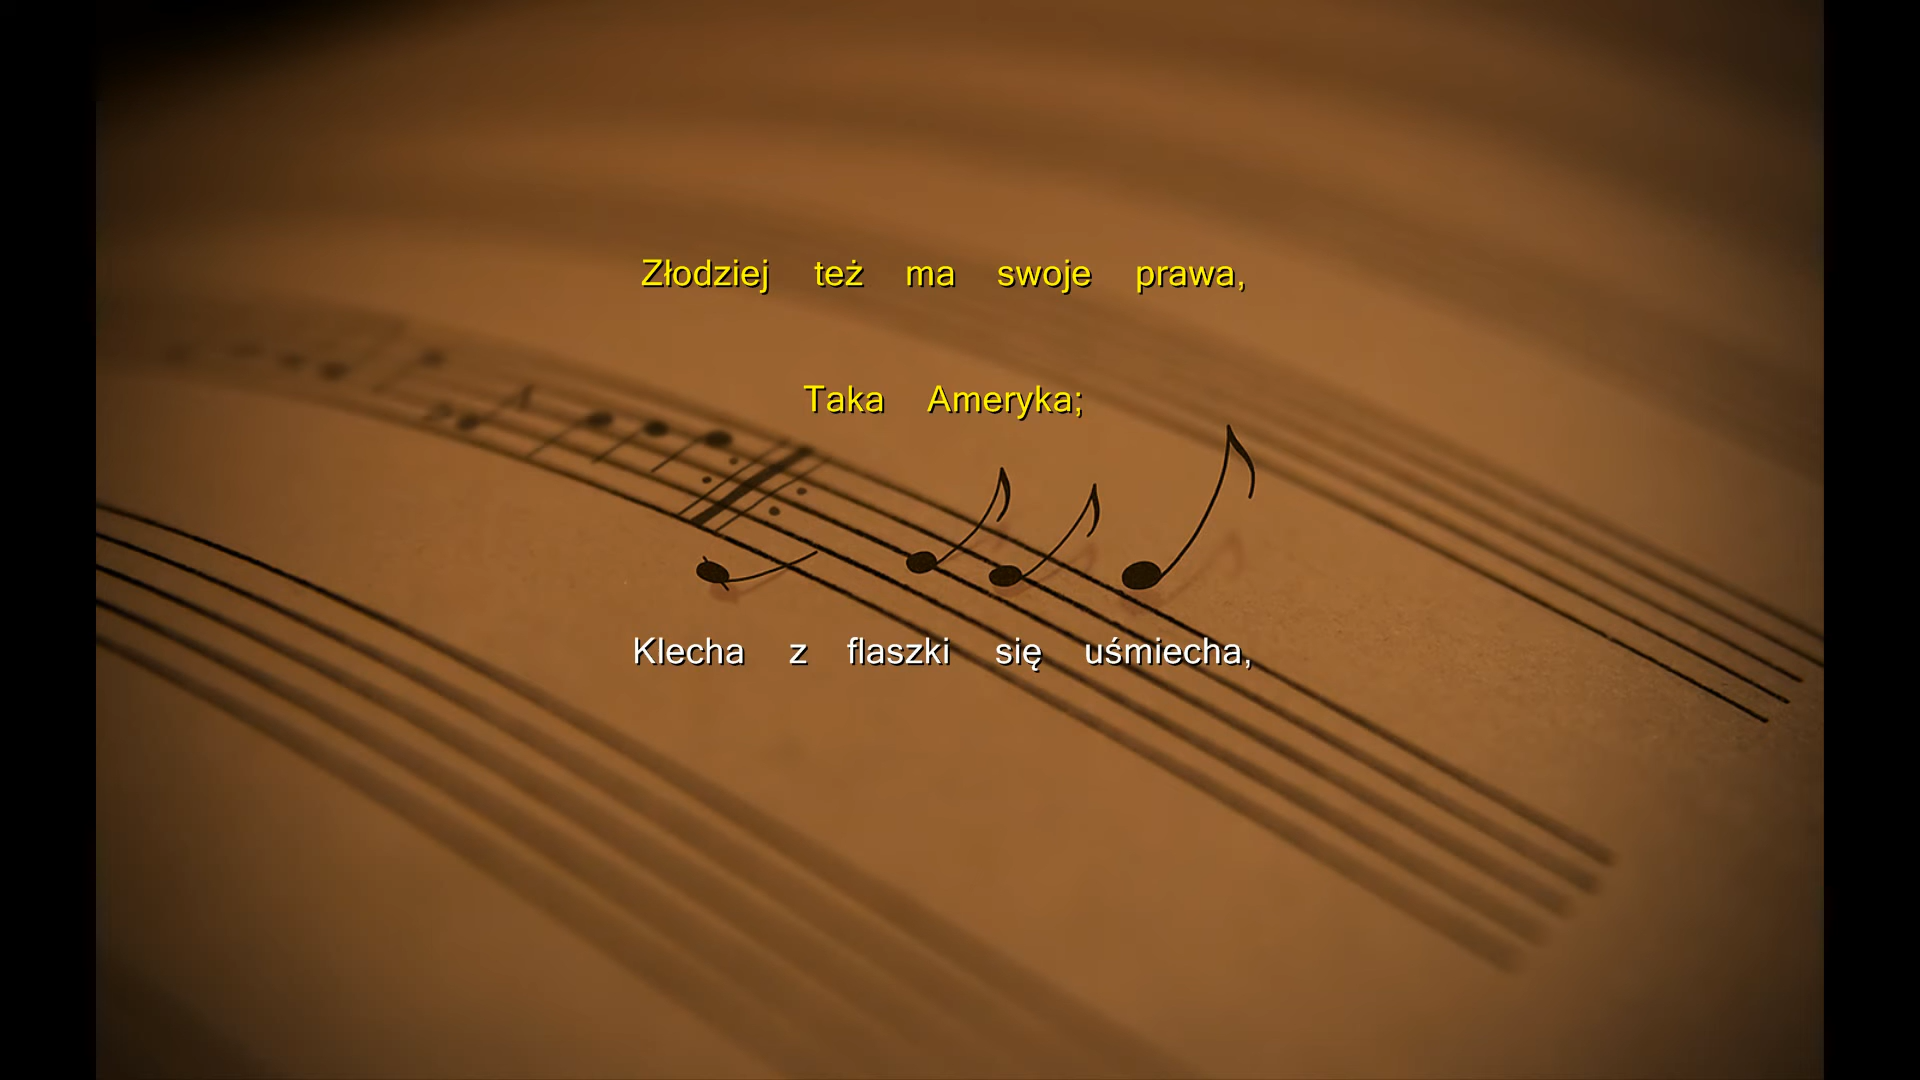 Złodziej też ma swoje prawa,
Taka Ameryka;
Klecha z flaszki się uśmiecha,